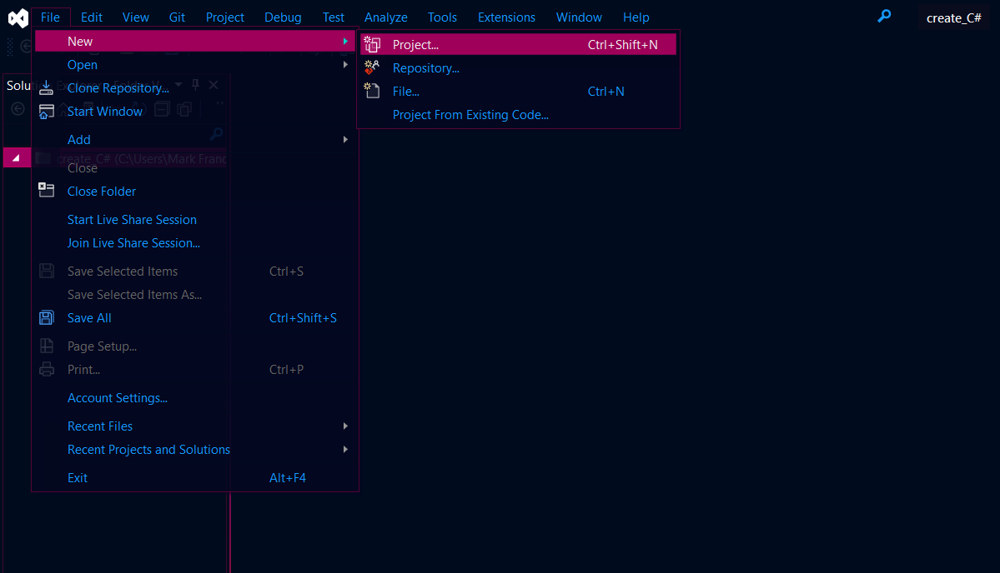 File Edit View Git Project Debug Test Analyze Tools Extensions Window Help create_C#
New
Project... Ctrl+Shift+N
Open
Repository...
Solu
Clone Repository...
File... Ctrl+N
Start Window
Project From Existing Code...
Add
create_C# (C:\Users\Mark Franc
Close
Close Folder
Start Live Share Session
Join Live Share Session...
Save Selected Items Ctrl+S
Save Selected Items As...
Save All Ctrl+Shift+S
Page Setup...
Print... Ctrl+P
Account Settings...
Recent Files
Recent Projects and Solutions
Exit Alt+F4